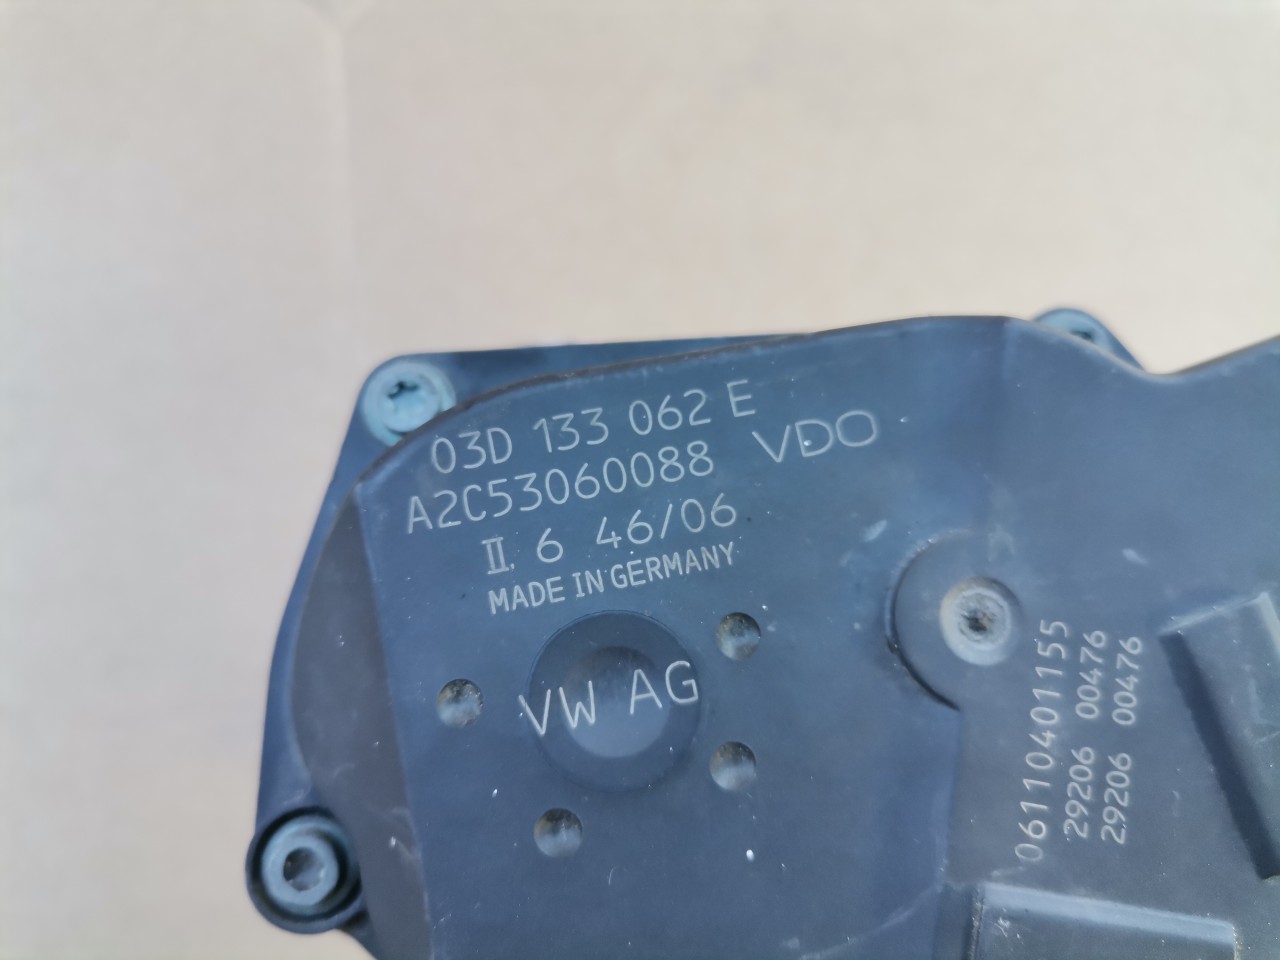 03D 133 062 E
A2C53060088 VDO
II. 6 46/06
MADE IN GERMANY
VW AG
06110401155
29206 00476
29206 00476